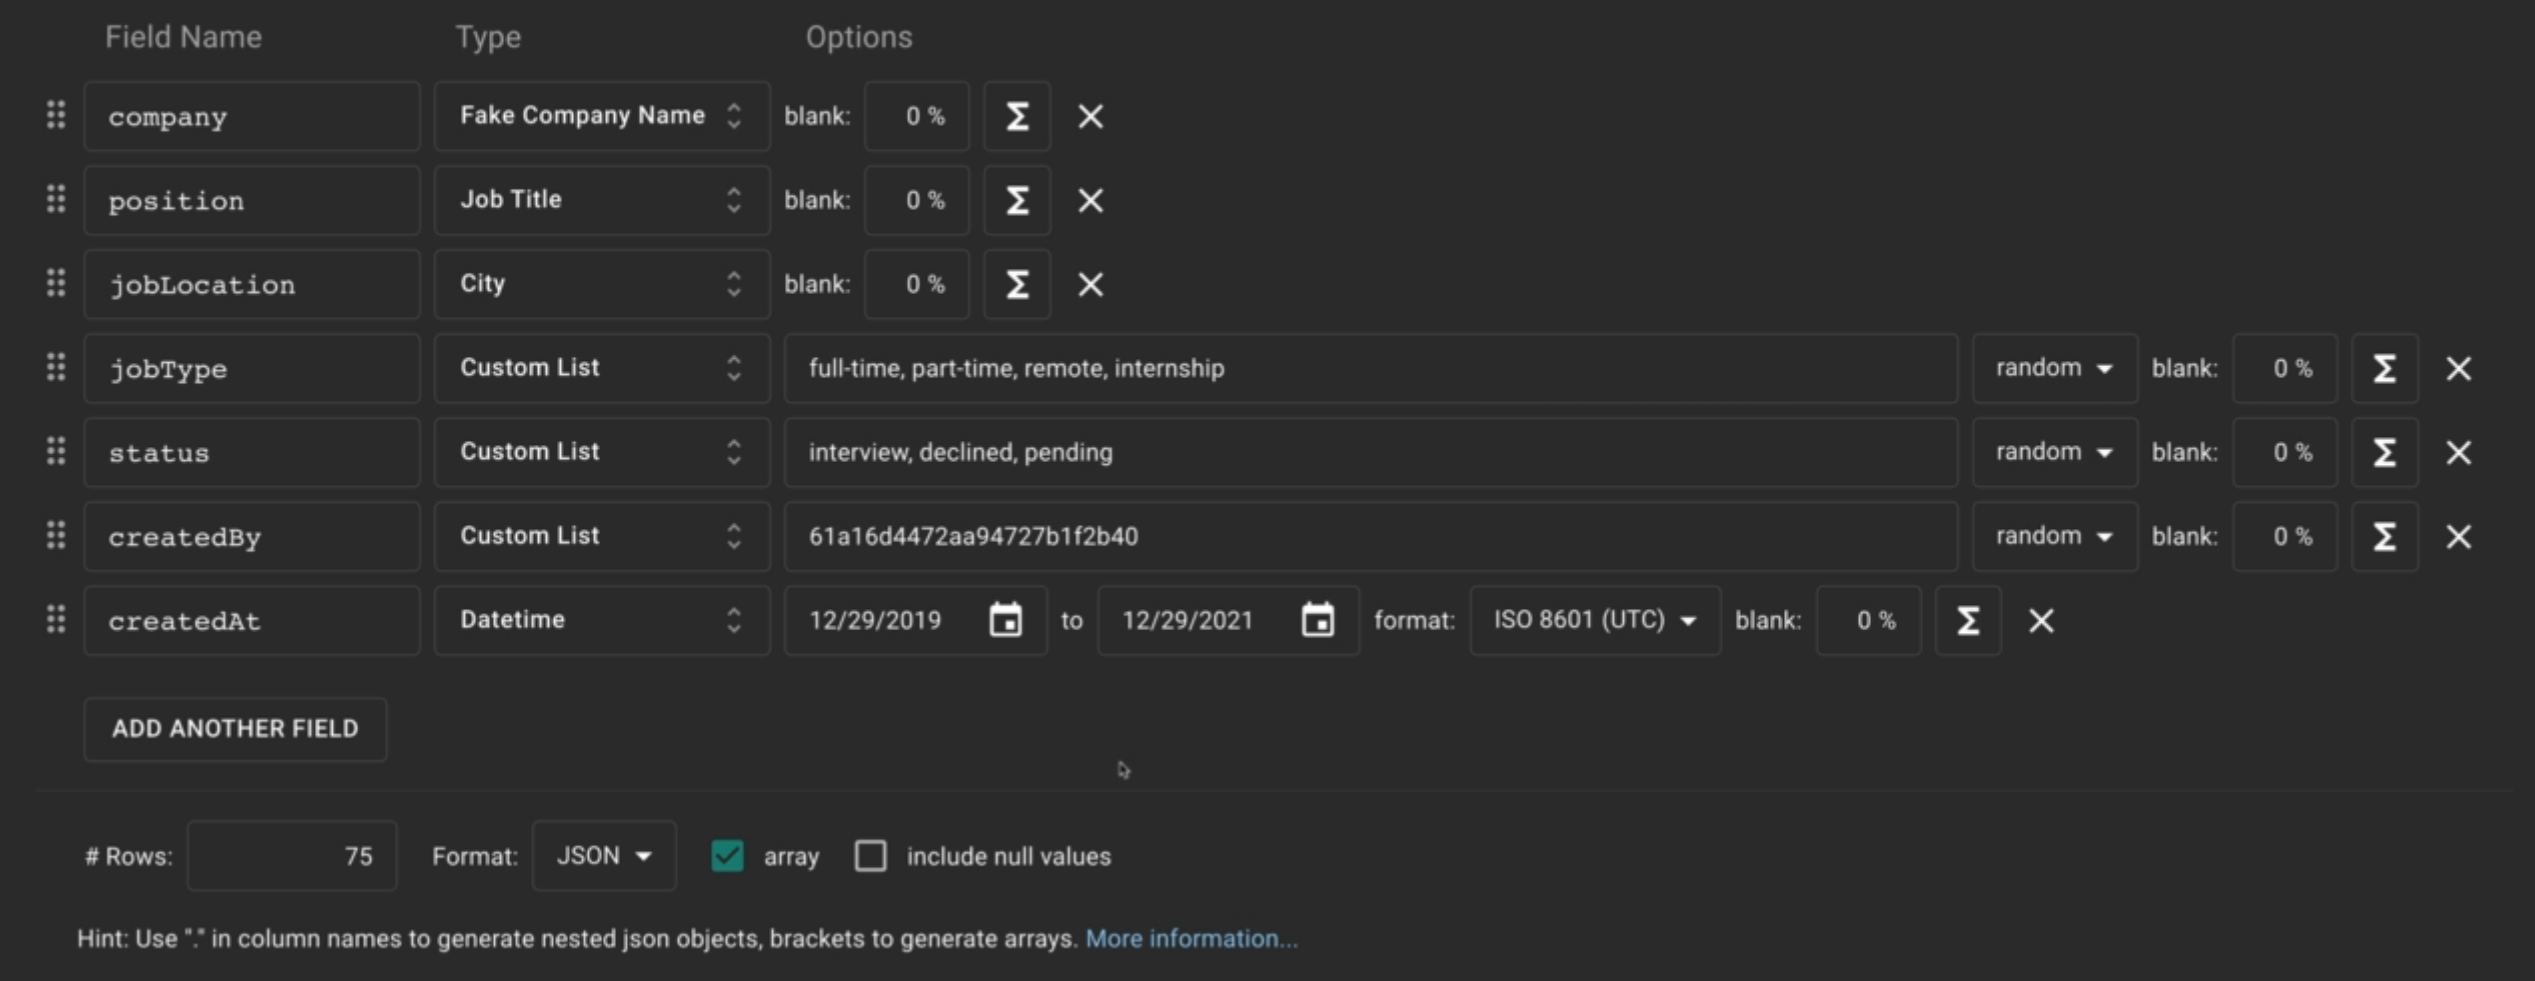 Field Name Type Options
company Fake Company Name blank: 0 % Σ
position Job Title blank: 0 % Σ
jobLocation City blank: 0 % Σ
jobType Custom List full-time, part-time, remote, internship random blank: 0 % Σ
status Custom List interview, declined, pending random blank: 0 % Σ
createdBy Custom List 61a16d4472aa94727b1f2b40 random blank: 0 % Σ
createdAt Datetime 12/29/2019 to 12/29/2021 format: ISO 8601 (UTC) blank: 0 % Σ
ADD ANOTHER FIELD
# Rows: 75 Format: JSON array include null values
Hint: Use "." in column names to generate nested json objects, brackets to generate arrays. More information...